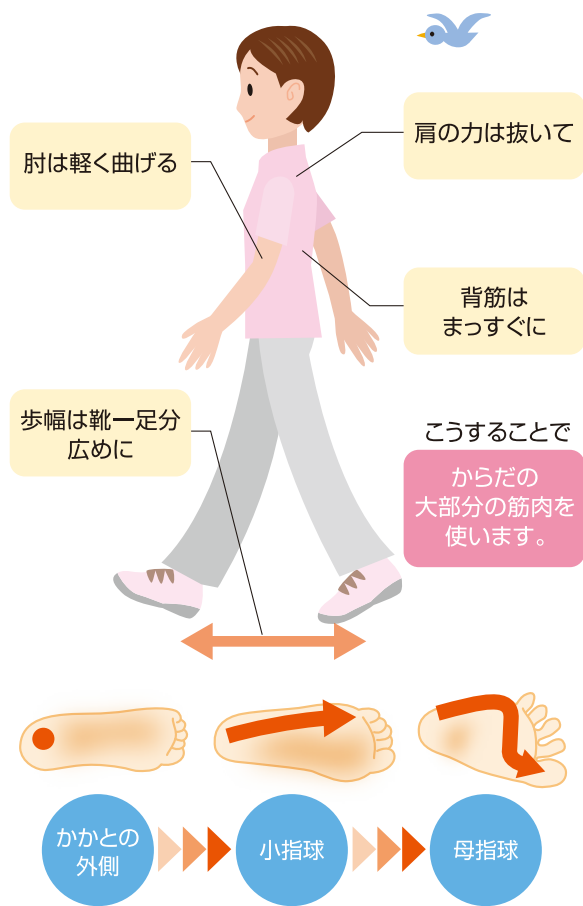 肘は軽く曲げる
肩の力は抜いて
背筋は
まっすぐに
歩幅は靴一足分
広めに
こうすることで
からだの
大部分の筋肉を
使います。
かかとの
外側
小指球
母指球